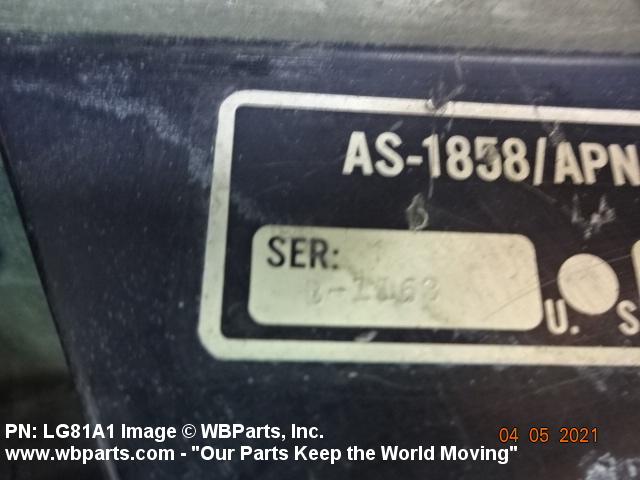 AS-1858/APN
SER:
U. S
PN: LG81A1 Image © WBParts, Inc.
04 05 2021
www.wbparts.com - "Our Parts Keep the World Moving"